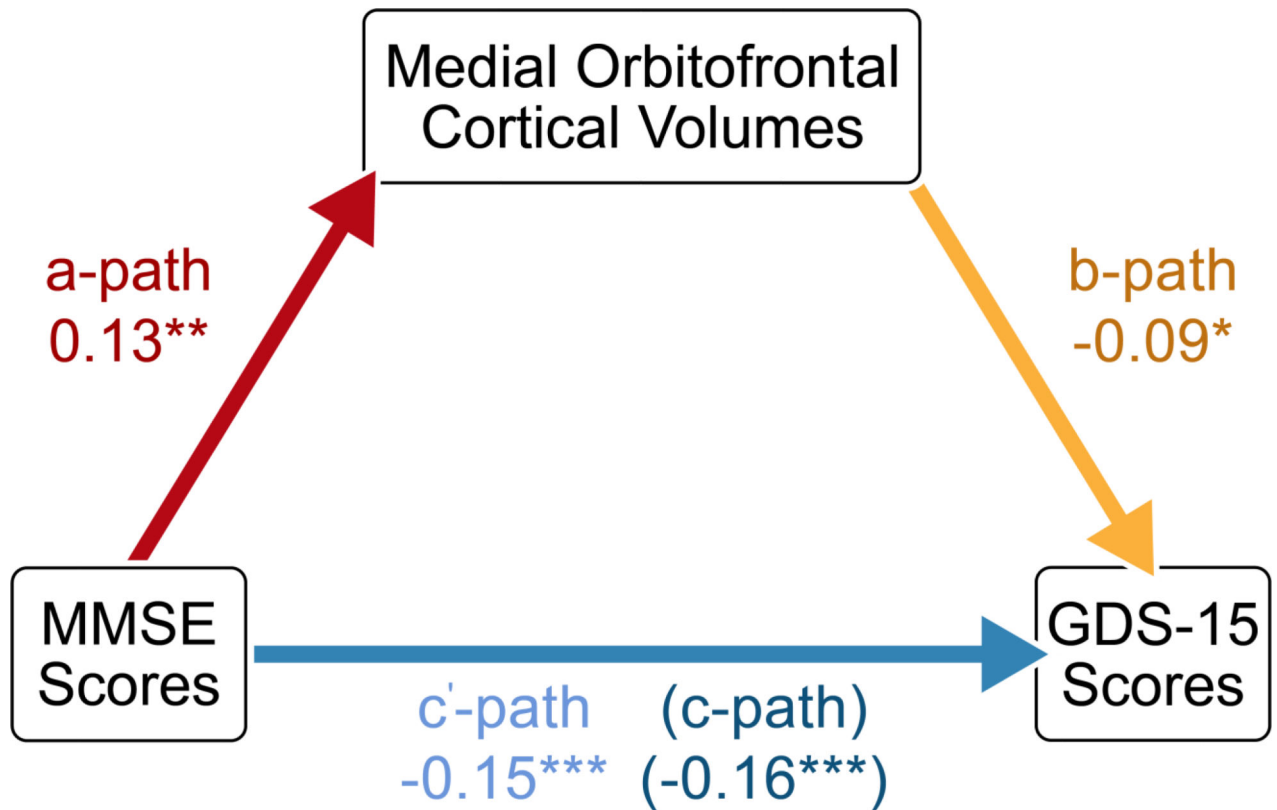 Medial Orbitofrontal
Cortical Volumes
a-path
0.13**
b-path
-0.09*
MMSE
Scores
GDS-15
Scores
c'-path (c-path)
-0.15*** (-0.16***)